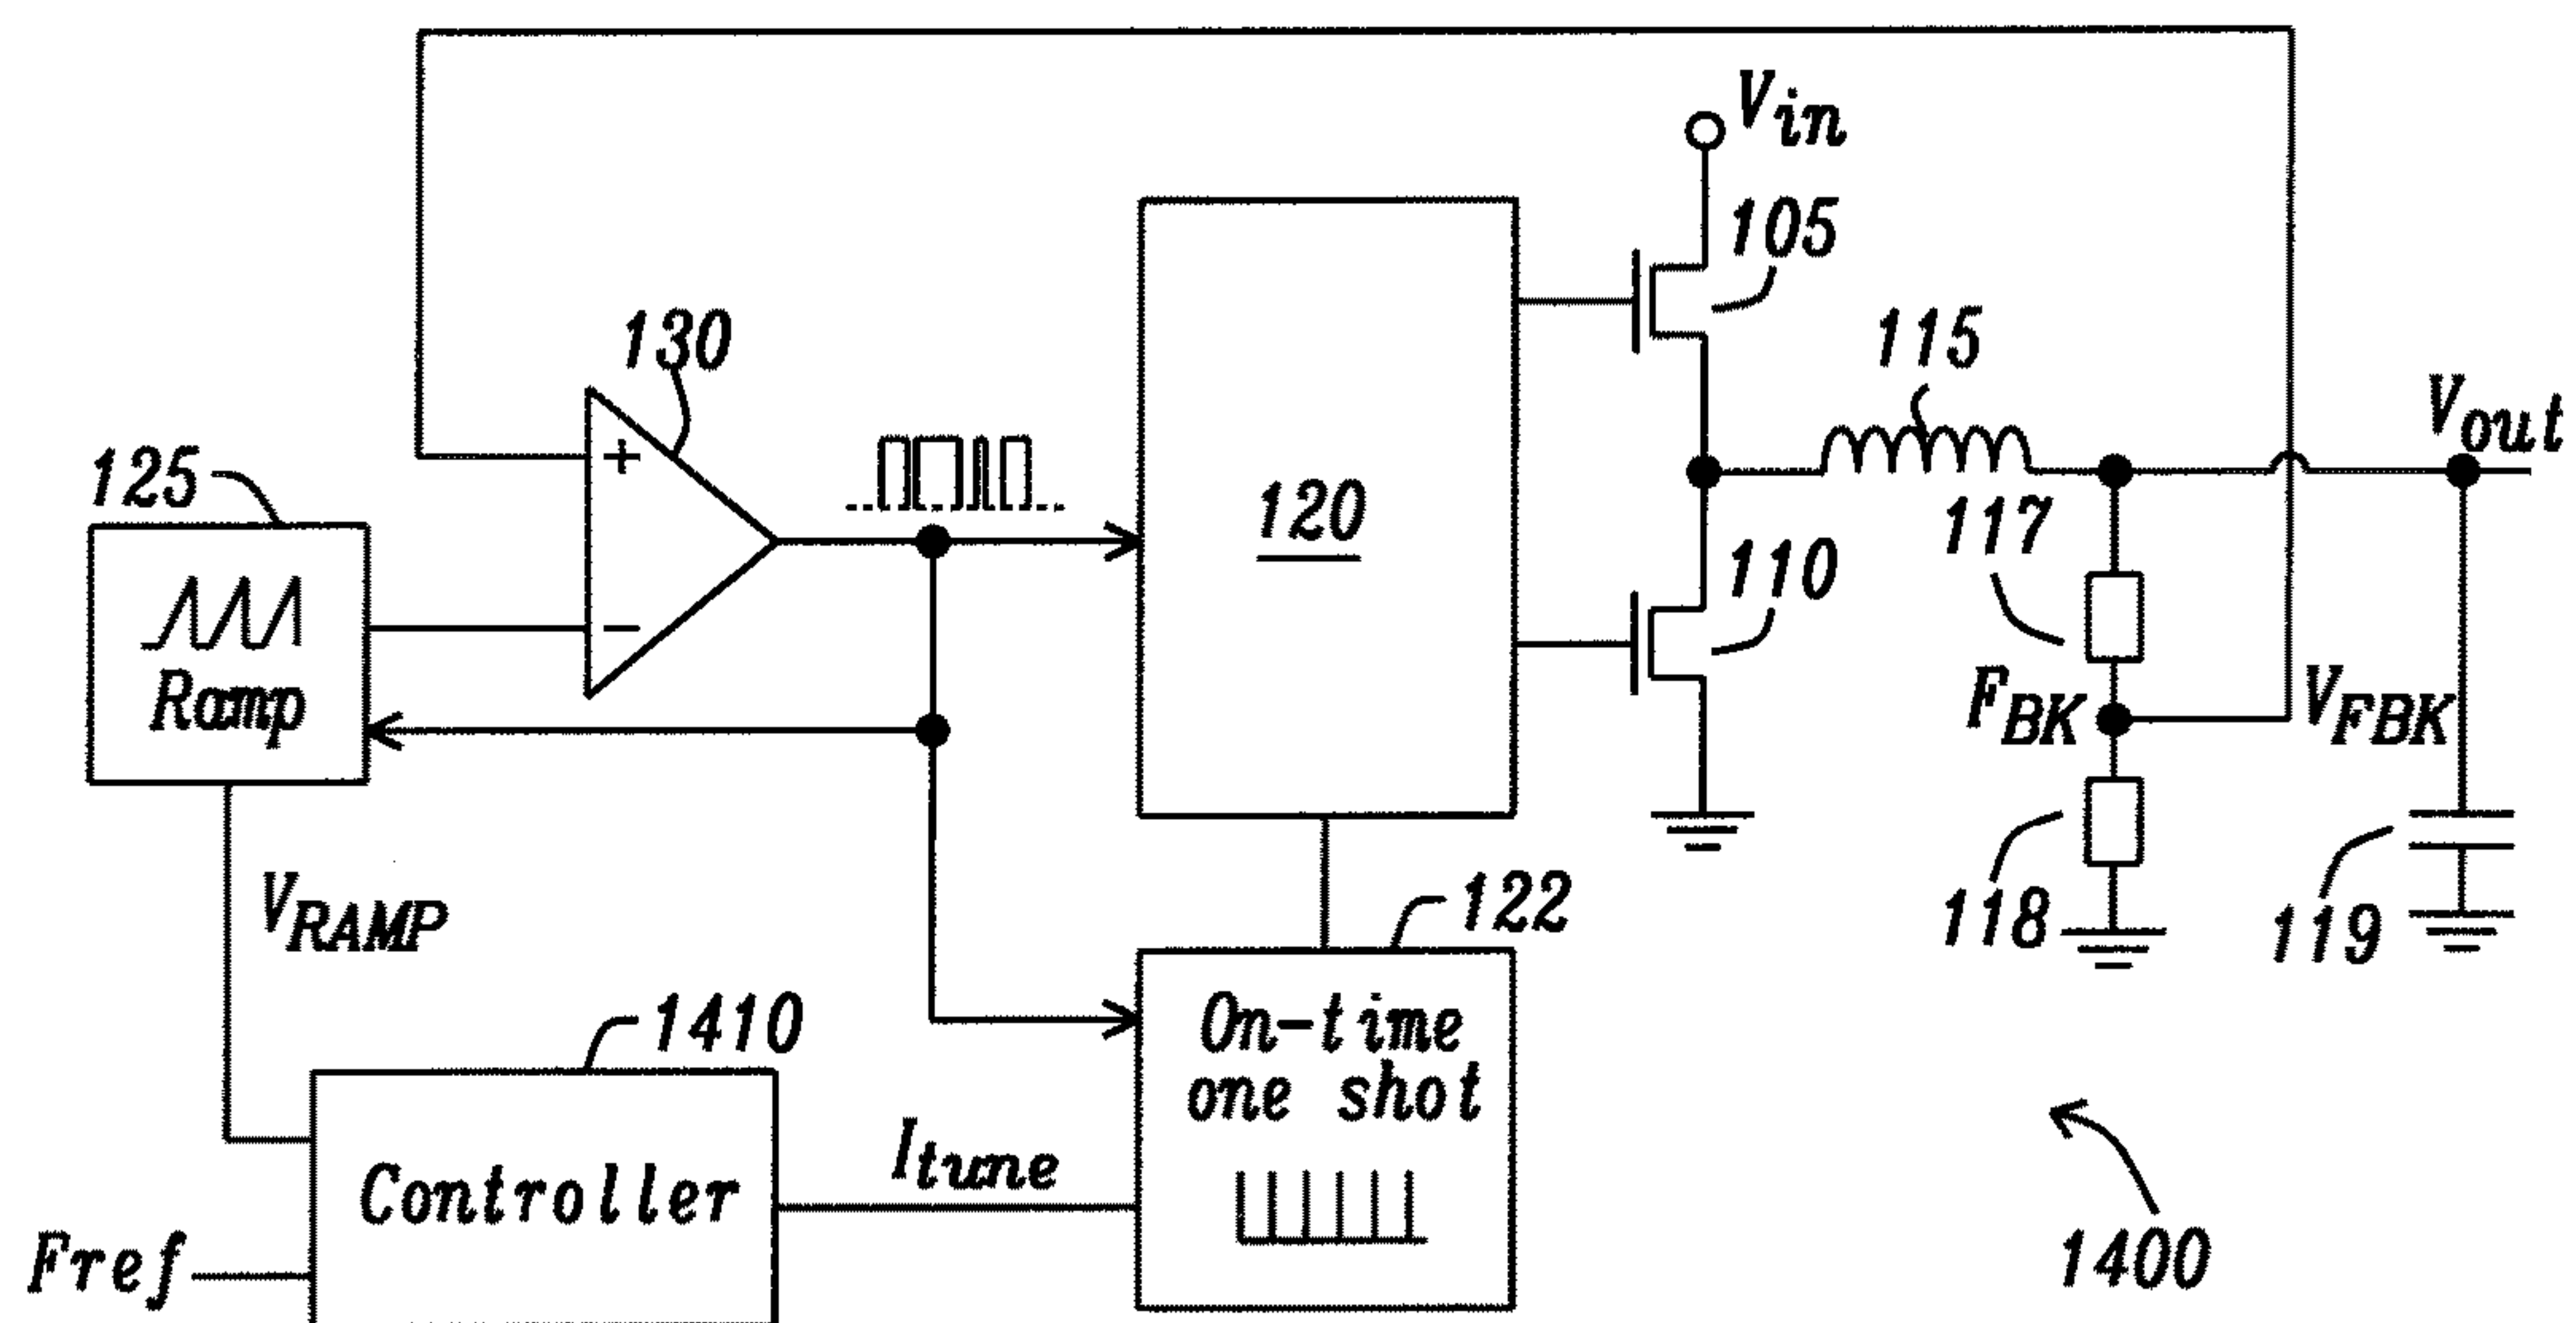 Vin
105
130
115
Vout
125
120
117
110
Ramp
FBK
VFBK
VRAMP
122
118
119
1410
On-time
one shot
Controller
Itune
Fref
1400
+
−